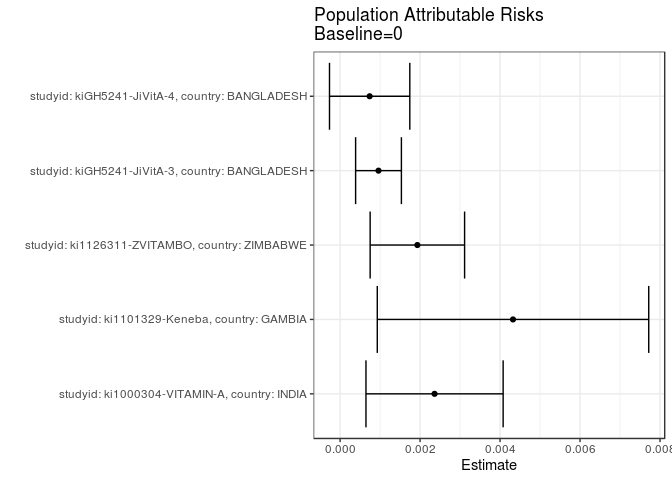 Population Attributable Risks
Baseline=0
studyid: kiGH5241-JiVitA-4, country: BANGLADESH
studyid: kiGH5241-JiVitA-3, country: BANGLADESH
studyid: ki1126311-ZVITAMBO, country: ZIMBABWE
studyid: ki1101329-Keneba, country: GAMBIA
studyid: ki1000304-VITAMIN-A, country: INDIA
0.000 0.002 0.004 0.006 0.008
Estimate